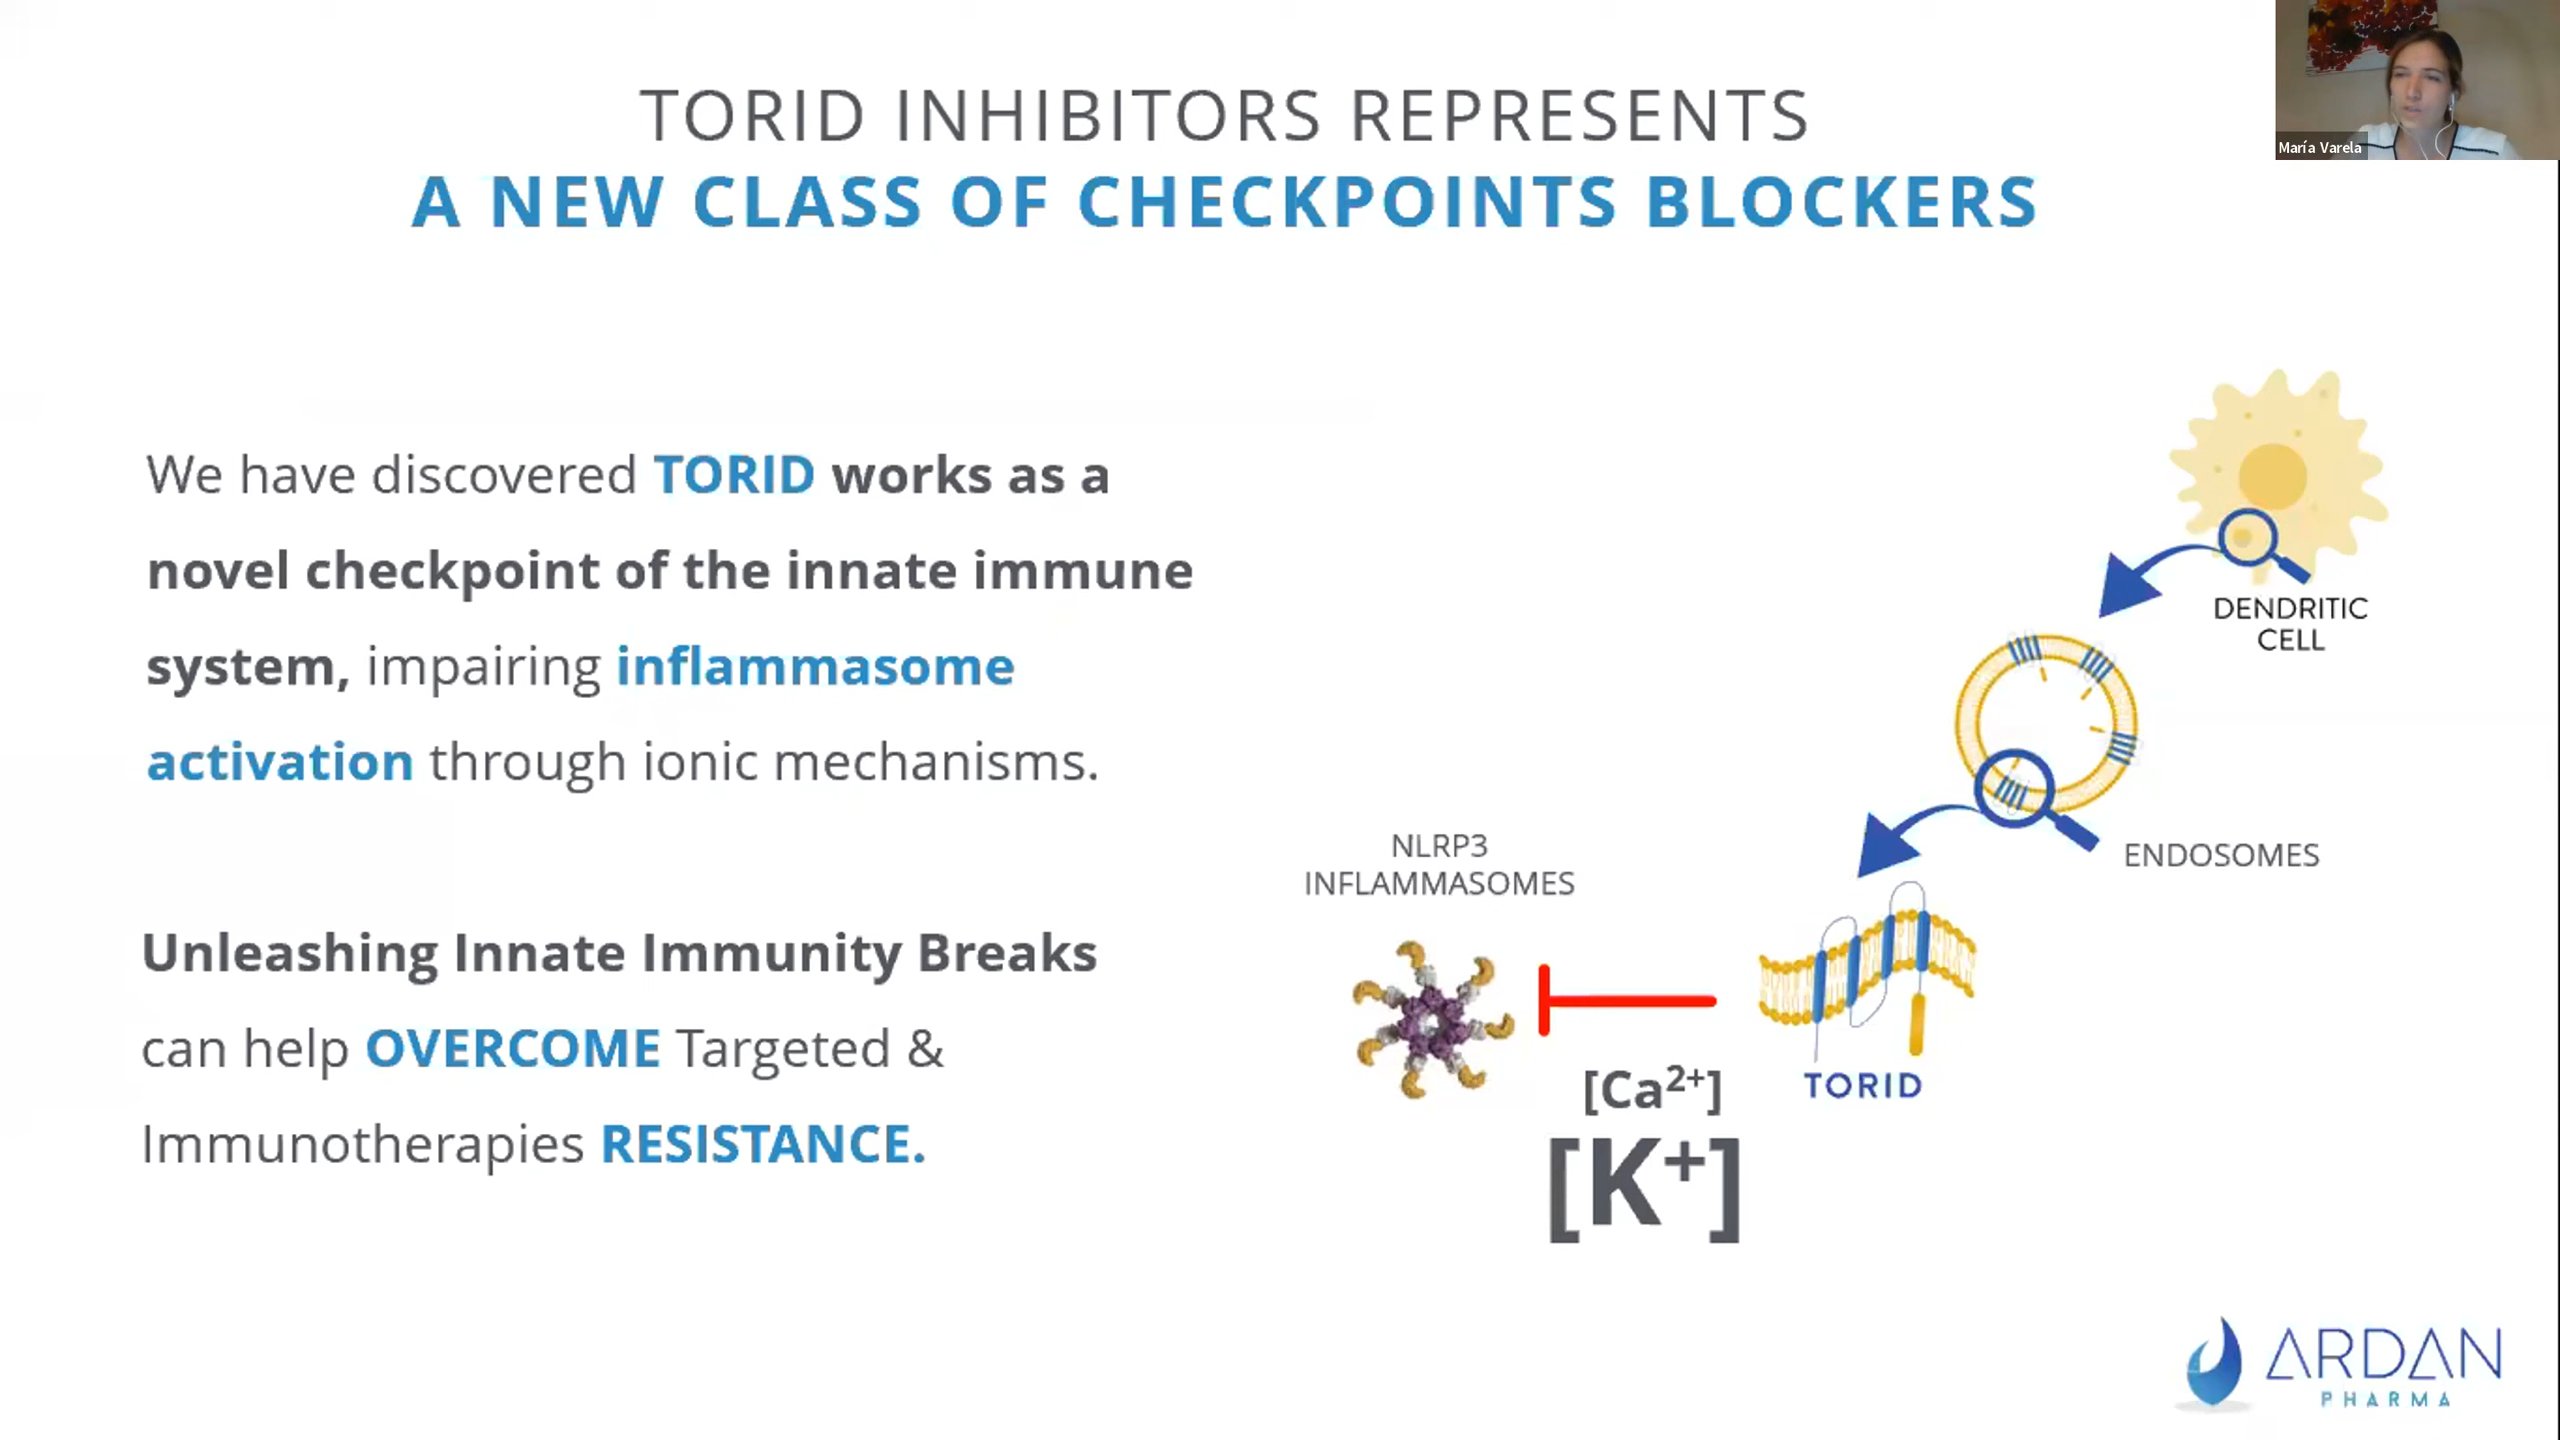 TORID INHIBITORS REPRESENTS
A NEW CLASS OF CHECKPOINTS BLOCKERS
María Varela
We have discovered TORID works as a
novel checkpoint of the innate immune
system, impairing inflammasome
activation through ionic mechanisms.
Unleashing Innate Immunity Breaks
can help OVERCOME Targeted &
Immunotherapies RESISTANCE.
DENDRITIC
CELL
ENDOSOMES
NLRP3
INFLAMMASOMES
TORID
[Ca²⁺]
[K⁺]
ARDAN
PHARMA